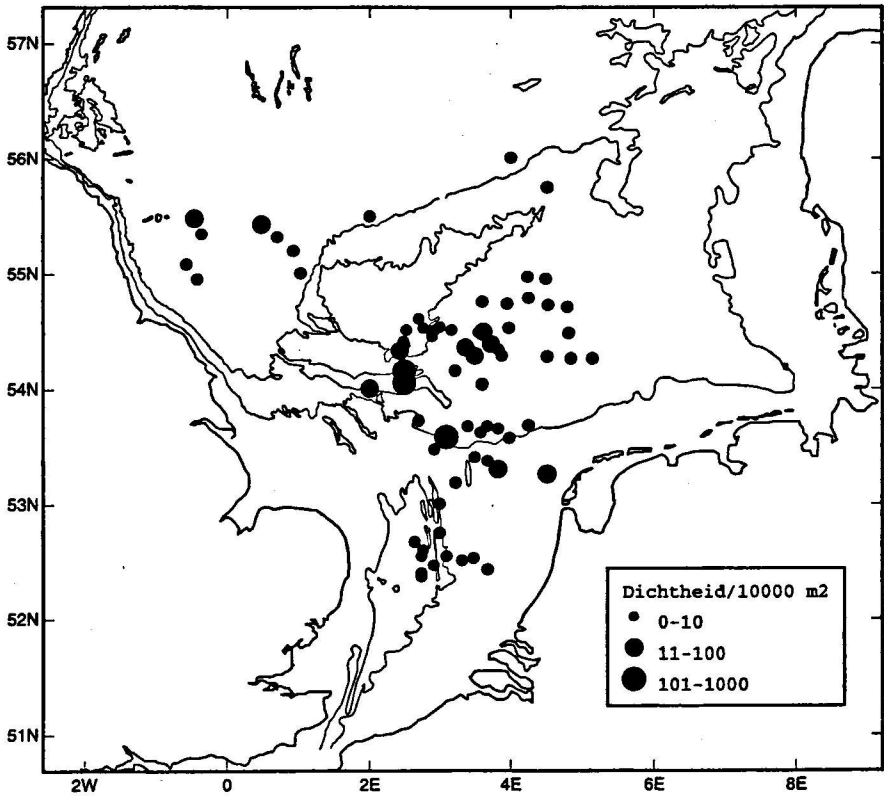 57N
56N
55N
54N
53N
52N
51N
Dichtheid/10000 m2
0-10
11-100
101-1000
2W 0 2E 4E 6E 8E